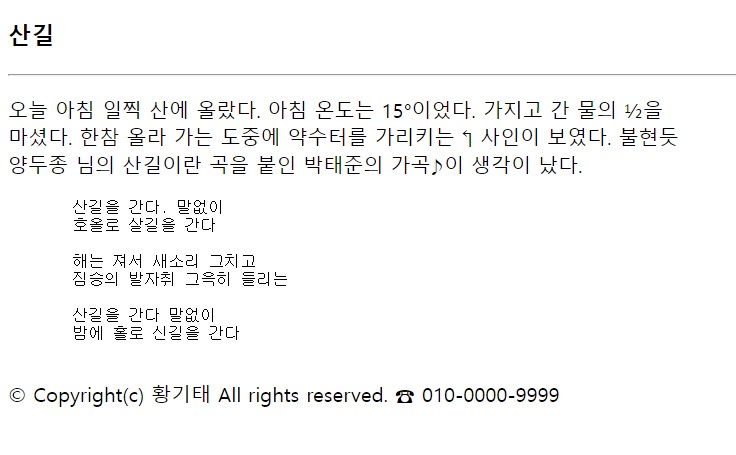 산길
오늘 아침 일찍 산에 올랐다. 아침 온도는 15°이었다. 가지고 간 물의 ½을
마셨다. 한참 올라 가는 도중에 약수터를 가리키는 ↰ 사인이 보였다. 불현듯
양두종 님의 산길이란 곡을 붙인 박태준의 가곡♪이 생각이 났다.
산길을 간다. 말없이
호올로 살길을 간다
해는 져서 새소리 그치고
짐승의 발자취 그윽히 들리는
산길을 간다 말없이
밤에 홀로 신길을 간다
© Copyright(c) 황기태 All rights reserved. ☎ 010-0000-9999